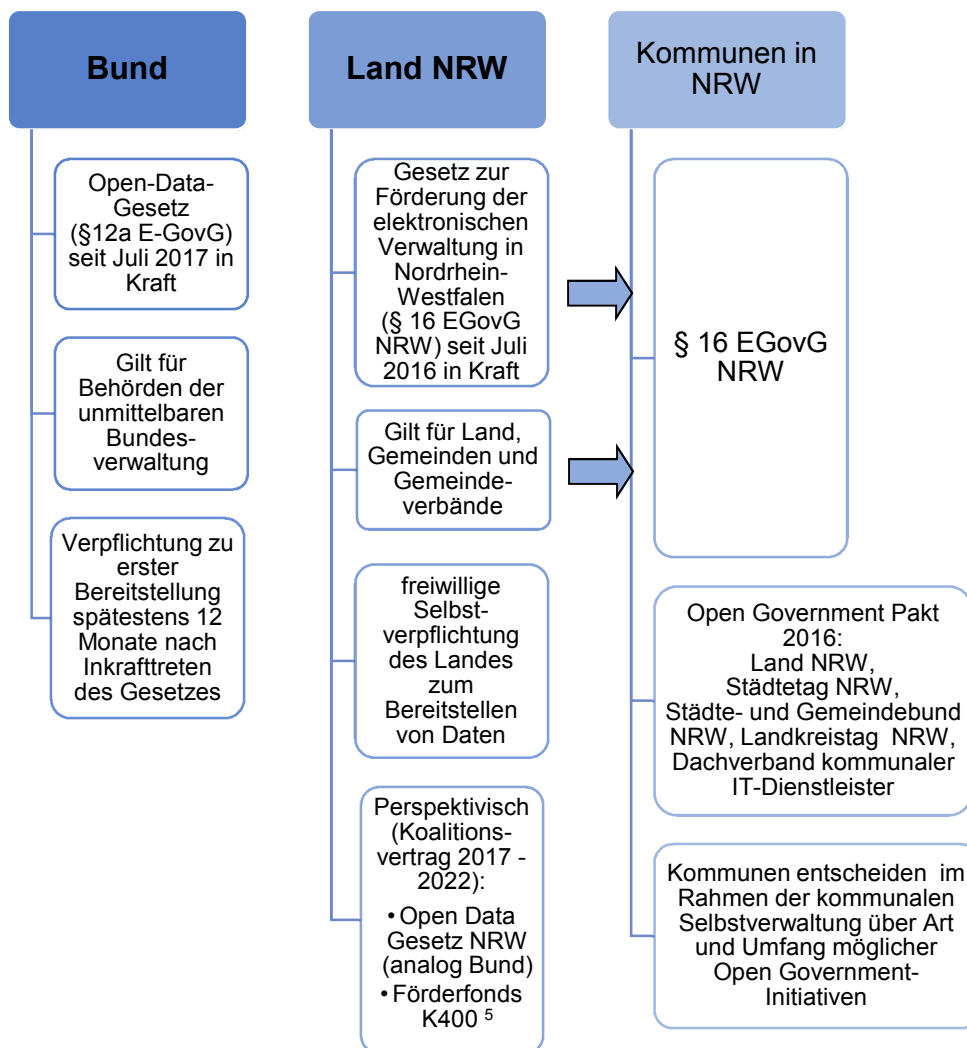 Bund
Open-Data-
Gesetz
(§12a E-GovG)
seit Juli 2017 in
Kraft
Gilt für
Behörden der
unmittelbaren
Bundes-
verwaltung
Verpflichtung zu
erster
Bereitstellung
spätestens 12
Monate nach
Inkrafttreten
des Gesetzes
Land NRW
Gesetz zur
Förderung der
elektronischen
Verwaltung in
Nordrhein-
Westfalen
(§ 16 EGovG
NRW) seit Juli
2016 in Kraft
Gilt für Land,
Gemeinden und
Gemeinde-
verbände
freiwillige
Selbst-
verpflichtung
des Landes
zum
Bereitstellen
von Daten
Perspektivisch
(Koalitions-
vertrag 2017 -
2022):
• Open Data
Gesetz NRW
(analog Bund)
• Förderfonds
K400 ⁵
Kommunen in
NRW
§ 16 EGovG
NRW
Open Government Pakt
2016:
Land NRW,
Städtetag NRW,
Städte- und Gemeindebund
NRW, Landkreistag NRW,
Dachverband kommunaler
IT-Dienstleister
Kommunen entscheiden im
Rahmen der kommunalen
Selbstverwaltung über Art
und Umfang möglicher
Open Government-
Initiativen